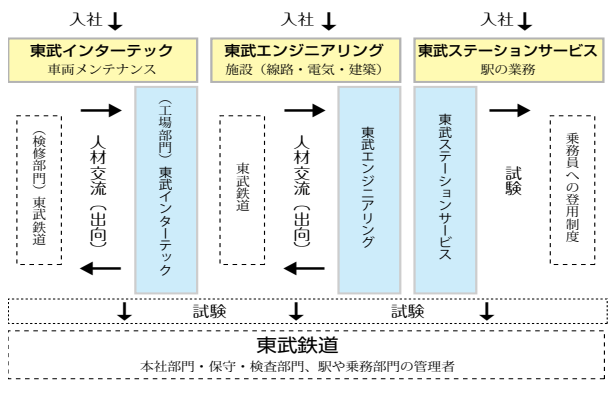 入社
入社
入社
東武インターテック
車両メンテナンス
東武エンジニアリング
施設（線路・電気・建築）
東武ステーションサービス
駅の業務
（検修部門）東武鉄道
人材交流（出向）
（工場部門）東武インターテック
東武鉄道
人材交流（出向）
東武エンジニアリング
東武ステーションサービス
試験
乗務員への登用制度
試験
試験
東武鉄道
本社部門・保守・検査部門、駅や乗務部門の管理者